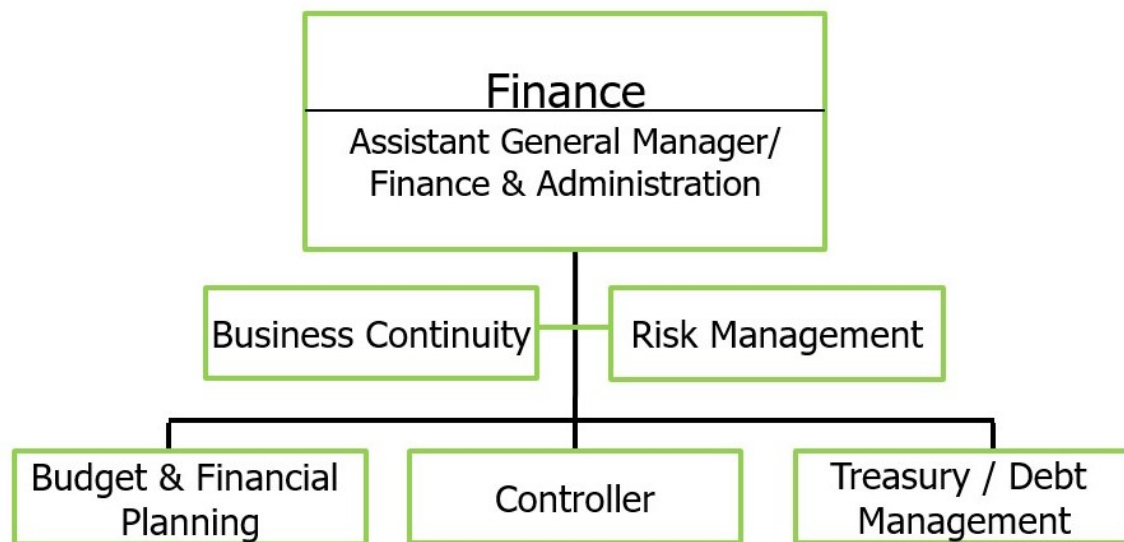 Finance
Assistant General Manager/
Finance & Administration
Business Continuity
Risk Management
Budget & Financial
Planning
Controller
Treasury / Debt
Management